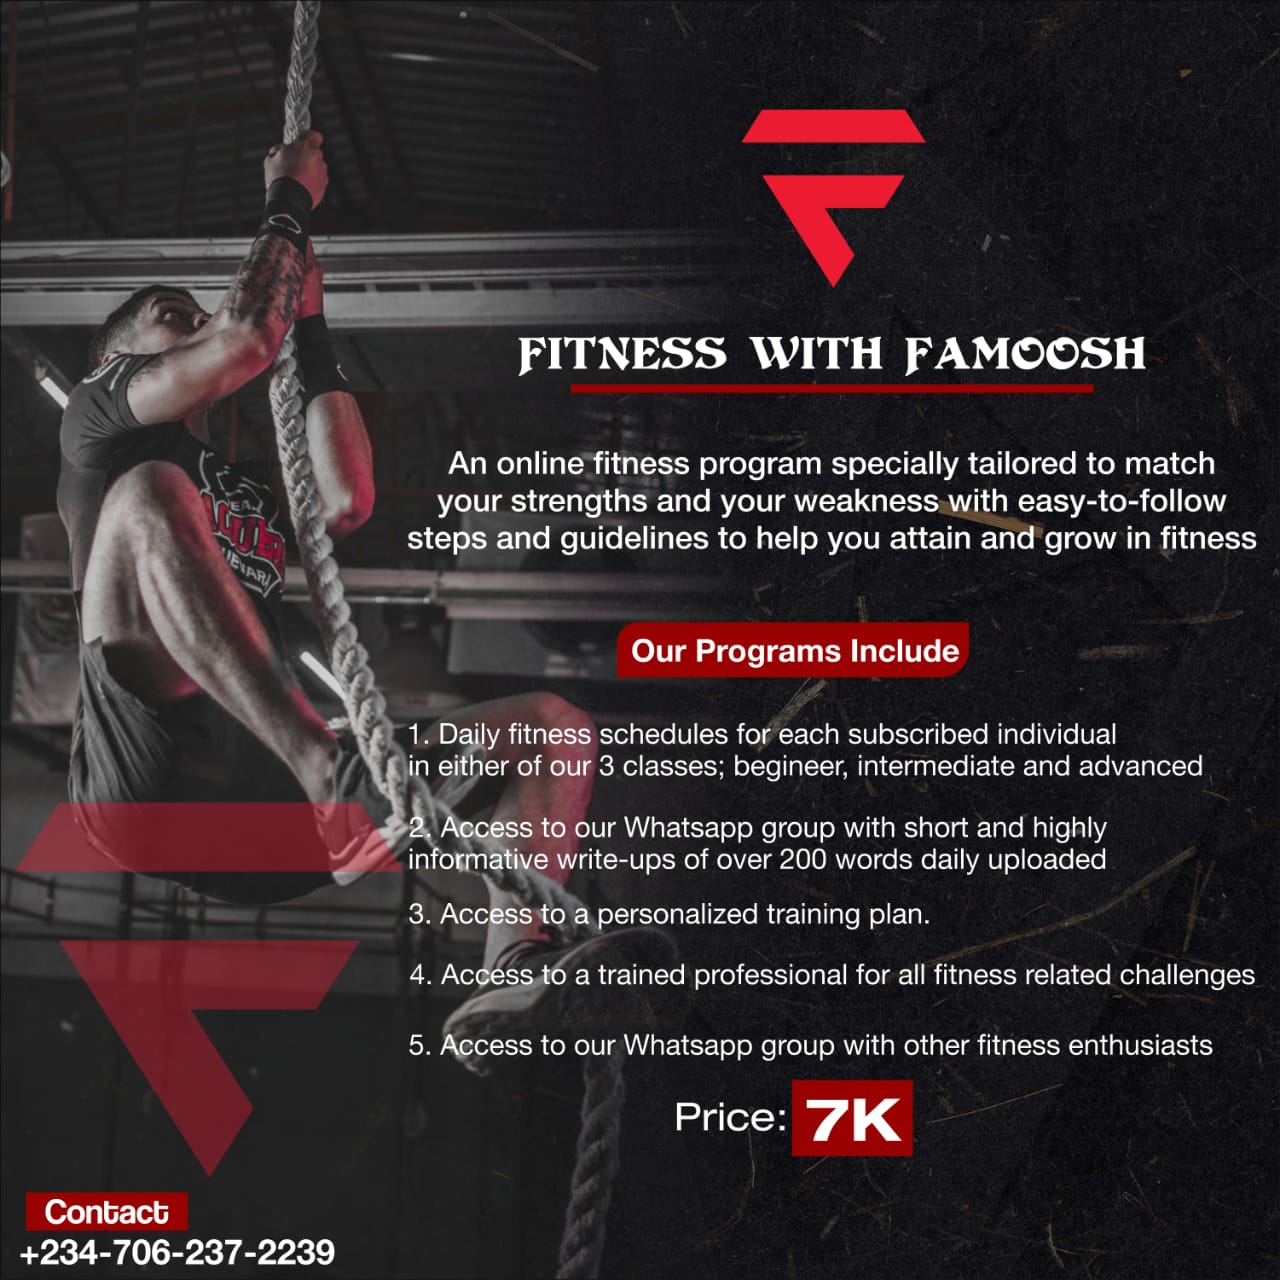 FITNESS WITH FAMOOSH
An online fitness program specially tailored to match
your strengths and your weakness with easy-to-follow
steps and guidelines to help you attain and grow in fitness
Our Programs Include
1. Daily fitness schedules for each subscribed individual
in either of our 3 classes; begineer, intermediate and advanced
2. Access to our Whatsapp group with short and highly
informative write-ups of over 200 words daily uploaded
3. Access to a personalized training plan.
4. Access to a trained professional for all fitness related challenges
5. Access to our Whatsapp group with other fitness enthusiasts
Price: 7K
Contact
+234-706-237-2239